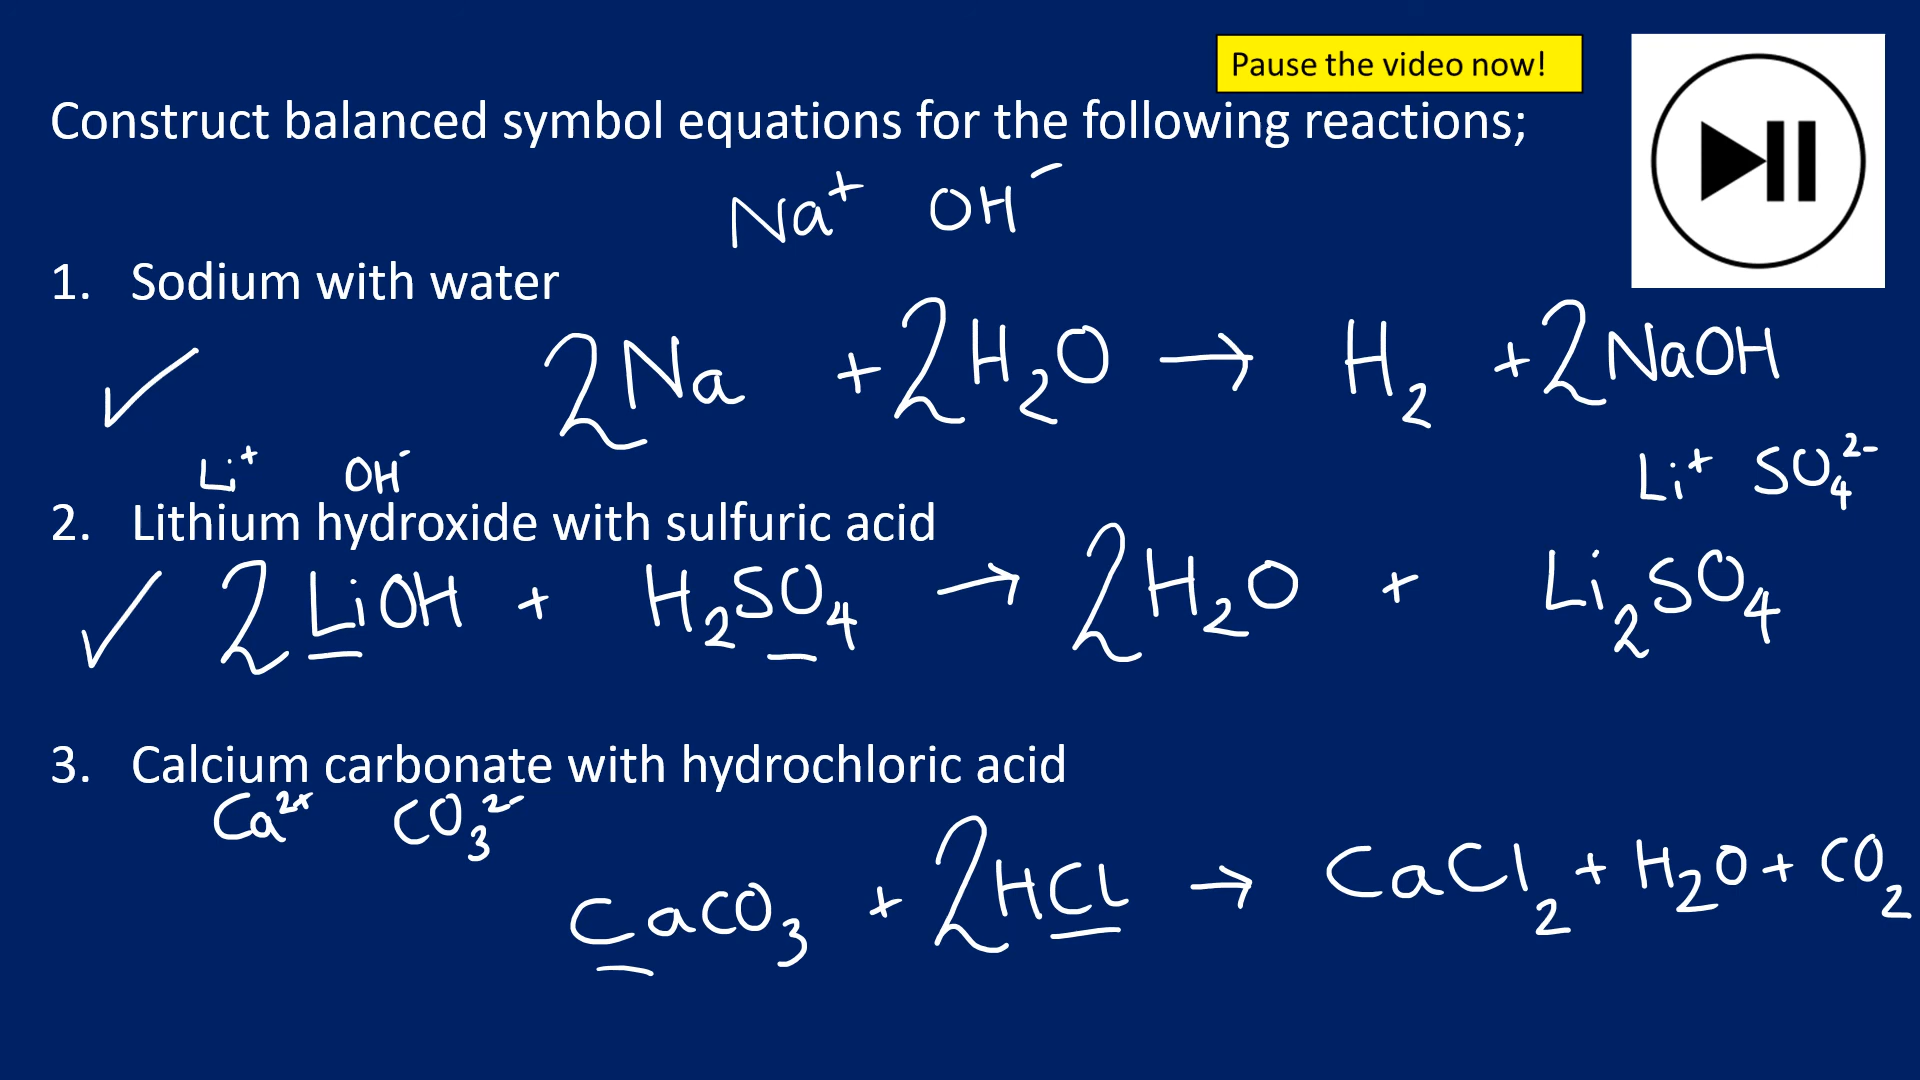 Pause the video now!
Construct balanced symbol equations for the following reactions;
Na⁺ OH⁻
1. Sodium with water
2Na + 2H₂O → H₂ + 2NaOH
Li⁺ OH⁻
Li⁺ SO₄²⁻
2. Lithium hydroxide with sulfuric acid
2LiOH + H₂SO₄ → 2H₂O + Li₂SO₄
3. Calcium carbonate with hydrochloric acid
Ca²⁺ CO₃²⁻
CaCO₃ + 2HCl → CaCl₂ + H₂O + CO₂